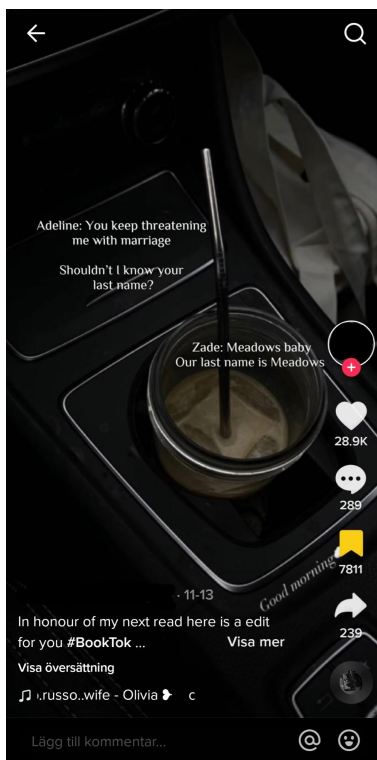 Adeline: You keep threatening
me with marriage
Shouldn't I know your
last name?
Zade: Meadows baby
Our last name is Meadows
28.9K
289
7811
Good morning
· 11-13
In honour of my next read here is a edit
for you #BookTok ... Visa mer
239
Visa översättning
).russo..wife - Olivia ❥ c
Lägg till kommentar...